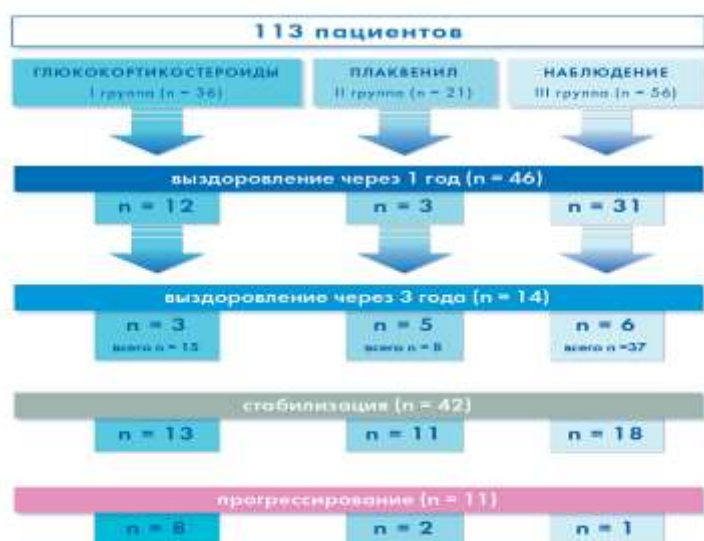 113 пациентов
ГЛЮКОКОРТИКОСТЕРОИДЫ ПЛАКВЕНИЛ НАБЛЮДЕНИЕ
I группа (n = 36) II группа (n = 21) III группа (n = 56)
выздоровление через 1 год (n = 46)
n = 12 n = 3 n = 31
выздоровление через 3 года (n = 14)
n = 3 n = 5 n = 6
всего n = 15 всего n = 8 всего n =37
стабилизация (n = 42)
n = 13 n = 11 n = 18
прогрессирование (n = 11)
n = 8 n = 2 n = 1